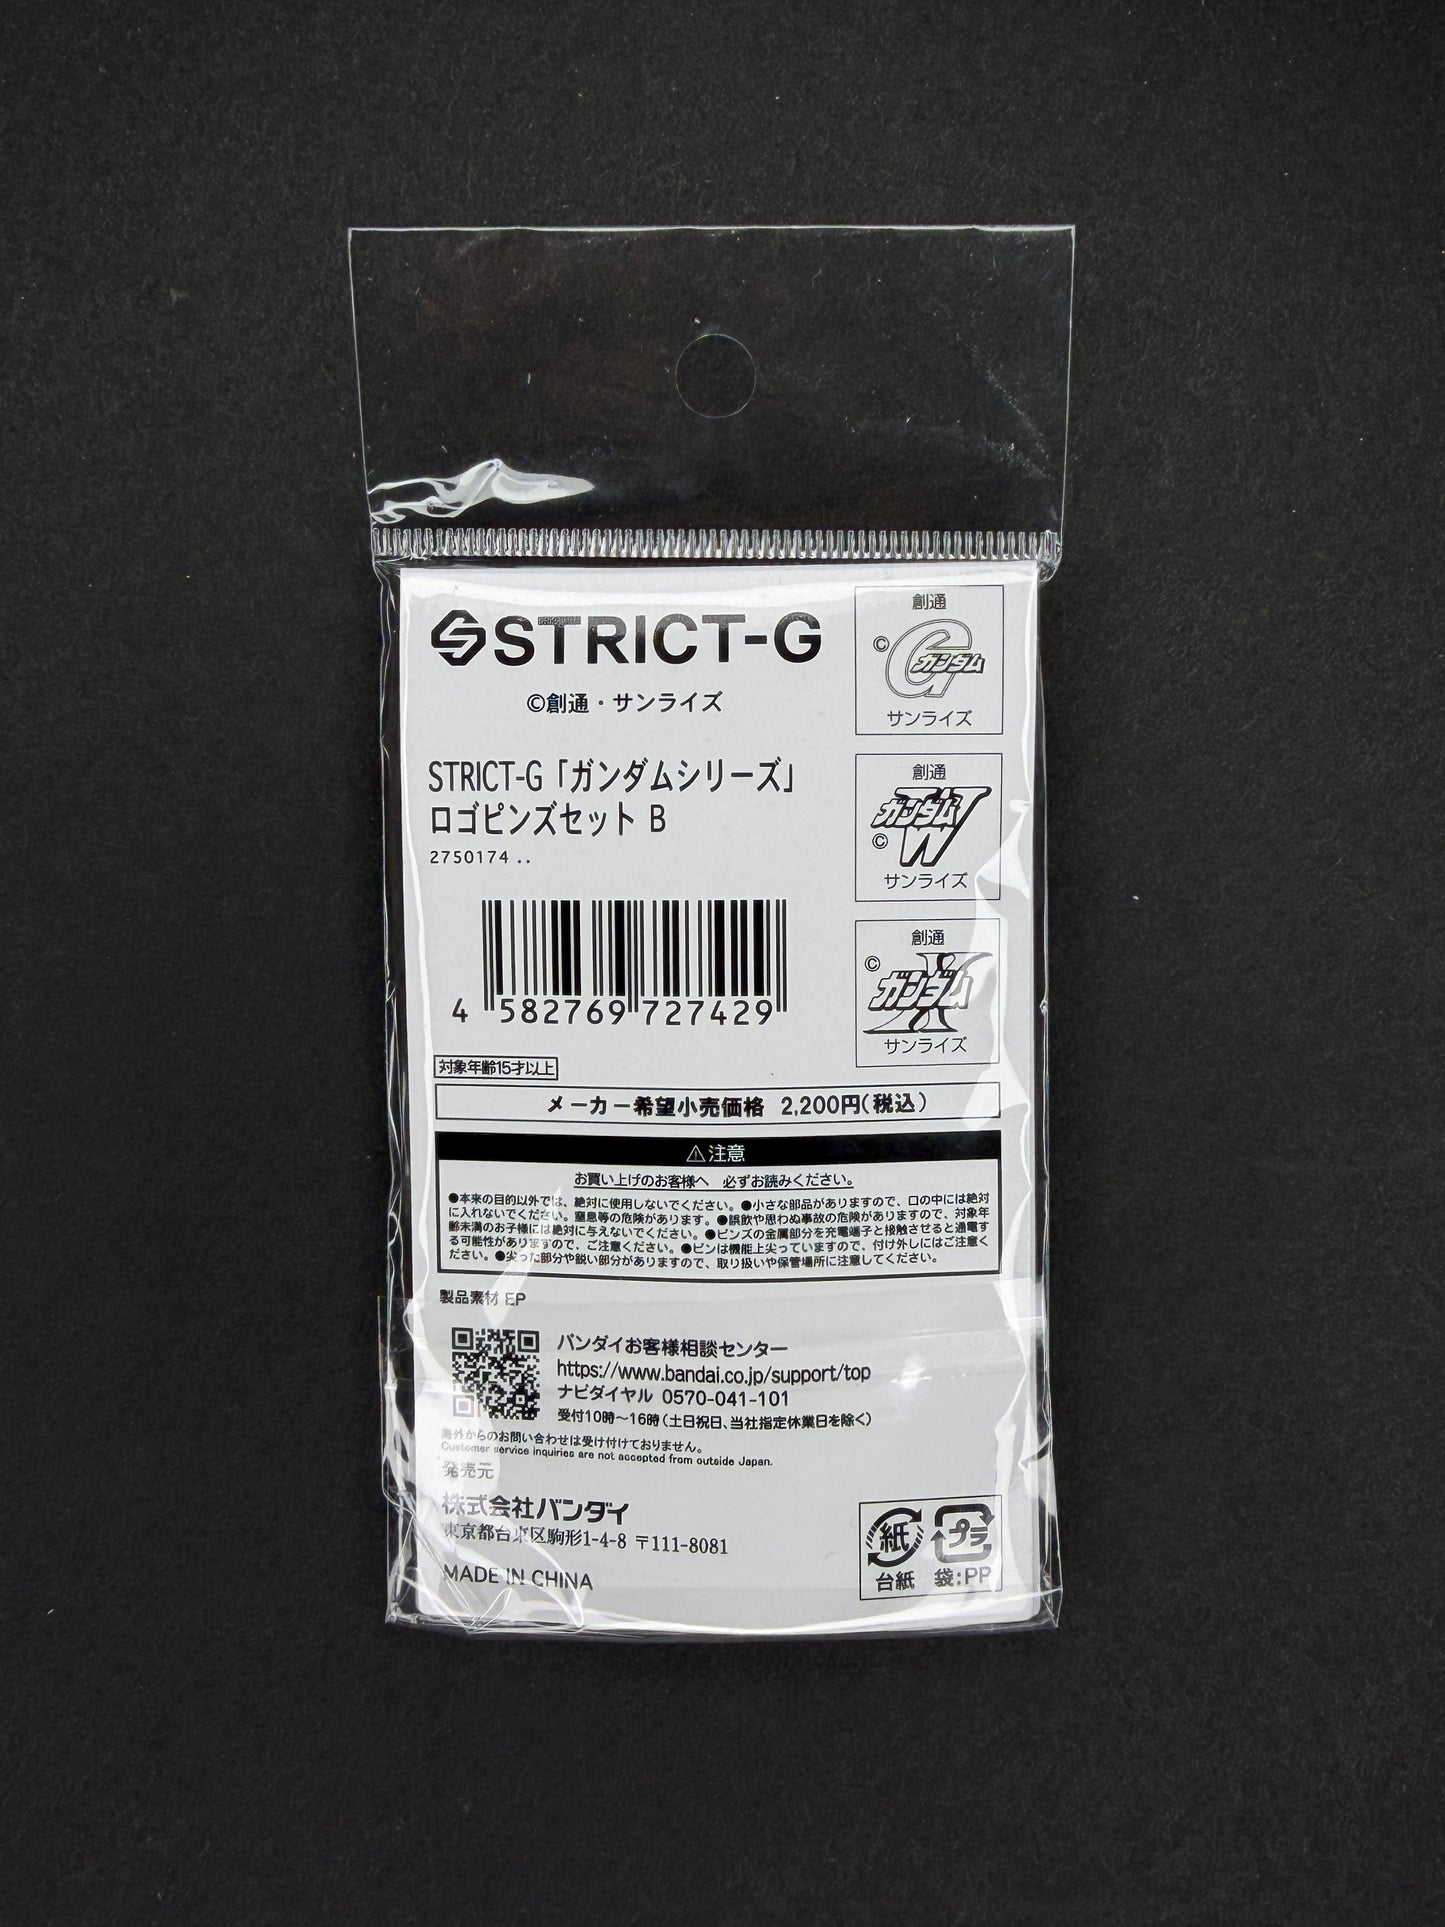 STRICT-G
©創通・サンライズ
創通
©
Gガンダム
サンライズ
STRICT-G「ガンダムシリーズ」
ロゴピンズセット B
2750174 ..
創通
ガンダムW
©
サンライズ
4 582769 727429
創通
©
ガンダムX
サンライズ
対象年齢15才以上
メーカー希望小売価格 2,200円(税込)
⚠注意
お買い上げのお客様へ 必ずお読みください。
●本来の目的以外では、絶対に使用しないでください。●小さな部品がありますので、口の中には絶対
に入れないでください。窒息等の危険があります。●誤飲や思わぬ事故の危険がありますので、対象年
齢未満のお子様には絶対に与えないでください。●ピンズの金属部分を充電端子と接触させると通電す
る可能性がありますので、ご注意ください。●ピンは機能上尖っていますので、付け外しにはご注意く
ださい。●尖った部分や鋭い部分がありますので、取り扱いや保管場所に注意してください。
製品素材 EP
バンダイお客様相談センター
https://www.bandai.co.jp/support/top
ナビダイヤル 0570-041-101
受付10時～16時(土日祝日、当社指定休業日を除く)
海外からのお問い合わせは受け付けておりません。
Customer service inquiries are not accepted from outside Japan.
発売元
株式会社バンダイ
東京都台東区駒形1-4-8 〒111-8081
MADE IN CHINA
紙 プラ
台紙 袋:PP